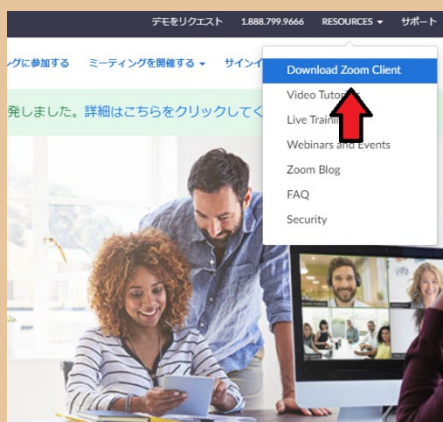 デモをリクエスト 1.888.799.9666 RESOURCES サポート
ングに参加する ミーティングを開催する サインイ
Download Zoom Client
発しました。詳細はこちらをクリックしてく
Video
Live
Webinars and Events
Zoom Blog
FAQ
Security